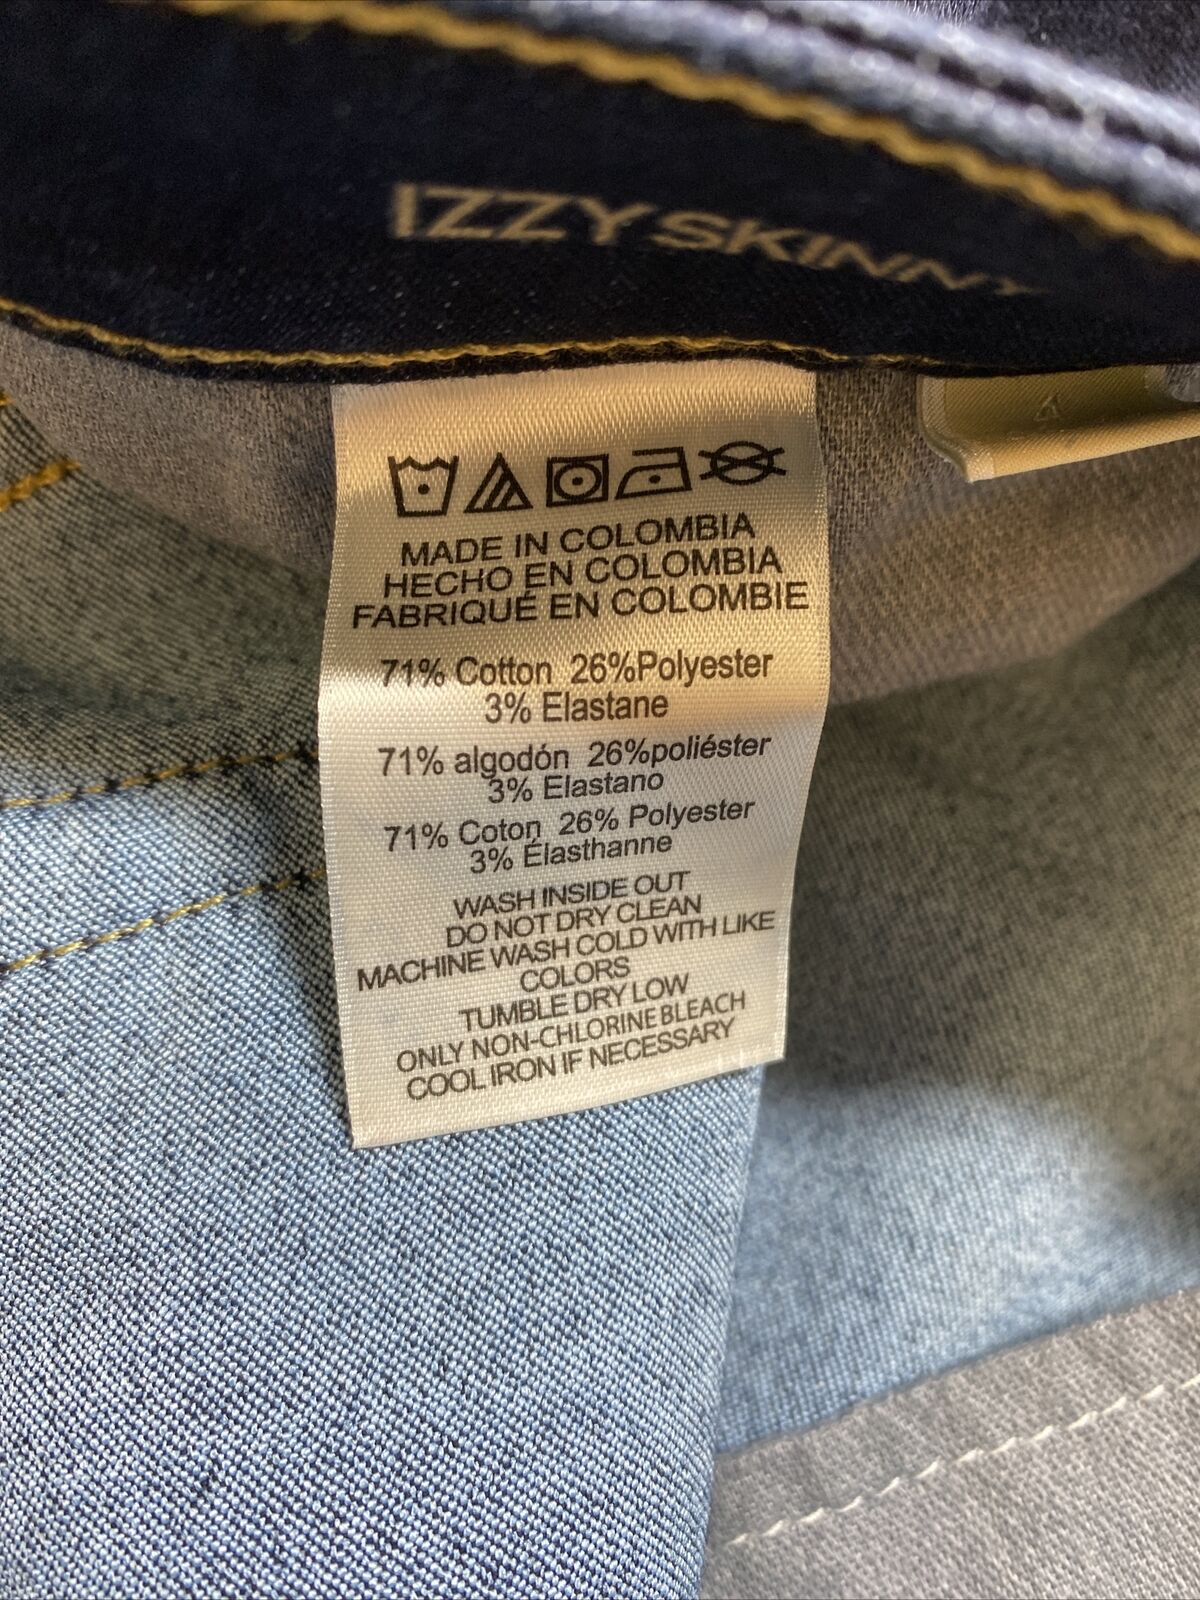 IZZY SKINNY
MADE IN COLOMBIA
HECHO EN COLOMBIA
FABRIQUÉ EN COLOMBIE
71% Cotton 26%Polyester
3% Elastane
71% algodón 26%poliéster
3% Elastano
71% Coton 26% Polyester
3% Élasthanne
WASH INSIDE OUT
DO NOT DRY CLEAN
MACHINE WASH COLD WITH LIKE
COLORS
TUMBLE DRY LOW
ONLY NON-CHLORINE BLEACH
COOL IRON IF NECESSARY